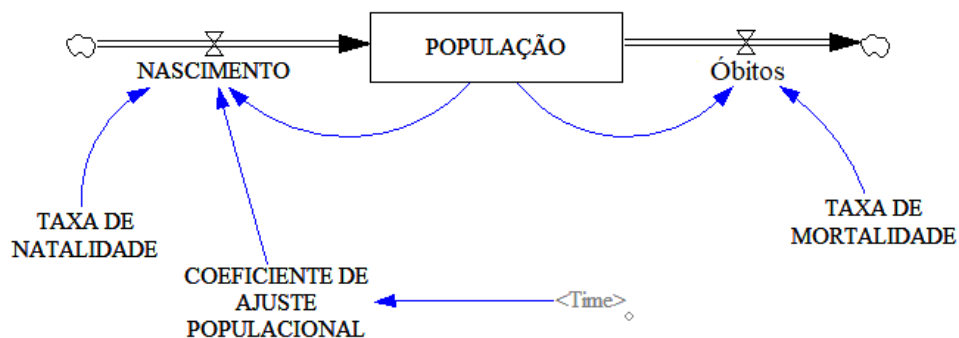 POPULAÇÃO
NASCIMENTO
Óbitos
TAXA DE
NATALIDADE
TAXA DE
MORTALIDADE
COEFICIENTE DE
AJUSTE
POPULACIONAL
<Time>